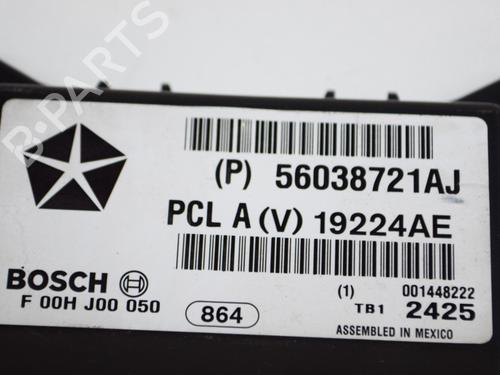 (P) 56038721AJ
PCL A (V) 19224AE
BOSCH
F 00H J00 050
864
(1) 001448222
TB1 2425
ASSEMBLED IN MEXICO
B-PARTS